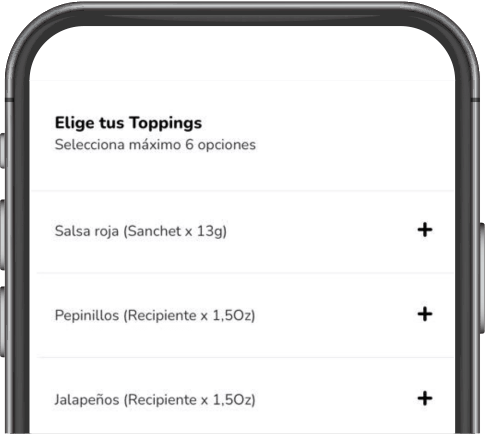 Elige tus Toppings
Selecciona máximo 6 opciones
Salsa roja (Sanchet x 13g)
Pepinillos (Recipiente x 1,5Oz)
Jalapeños (Recipiente x 1,5Oz)